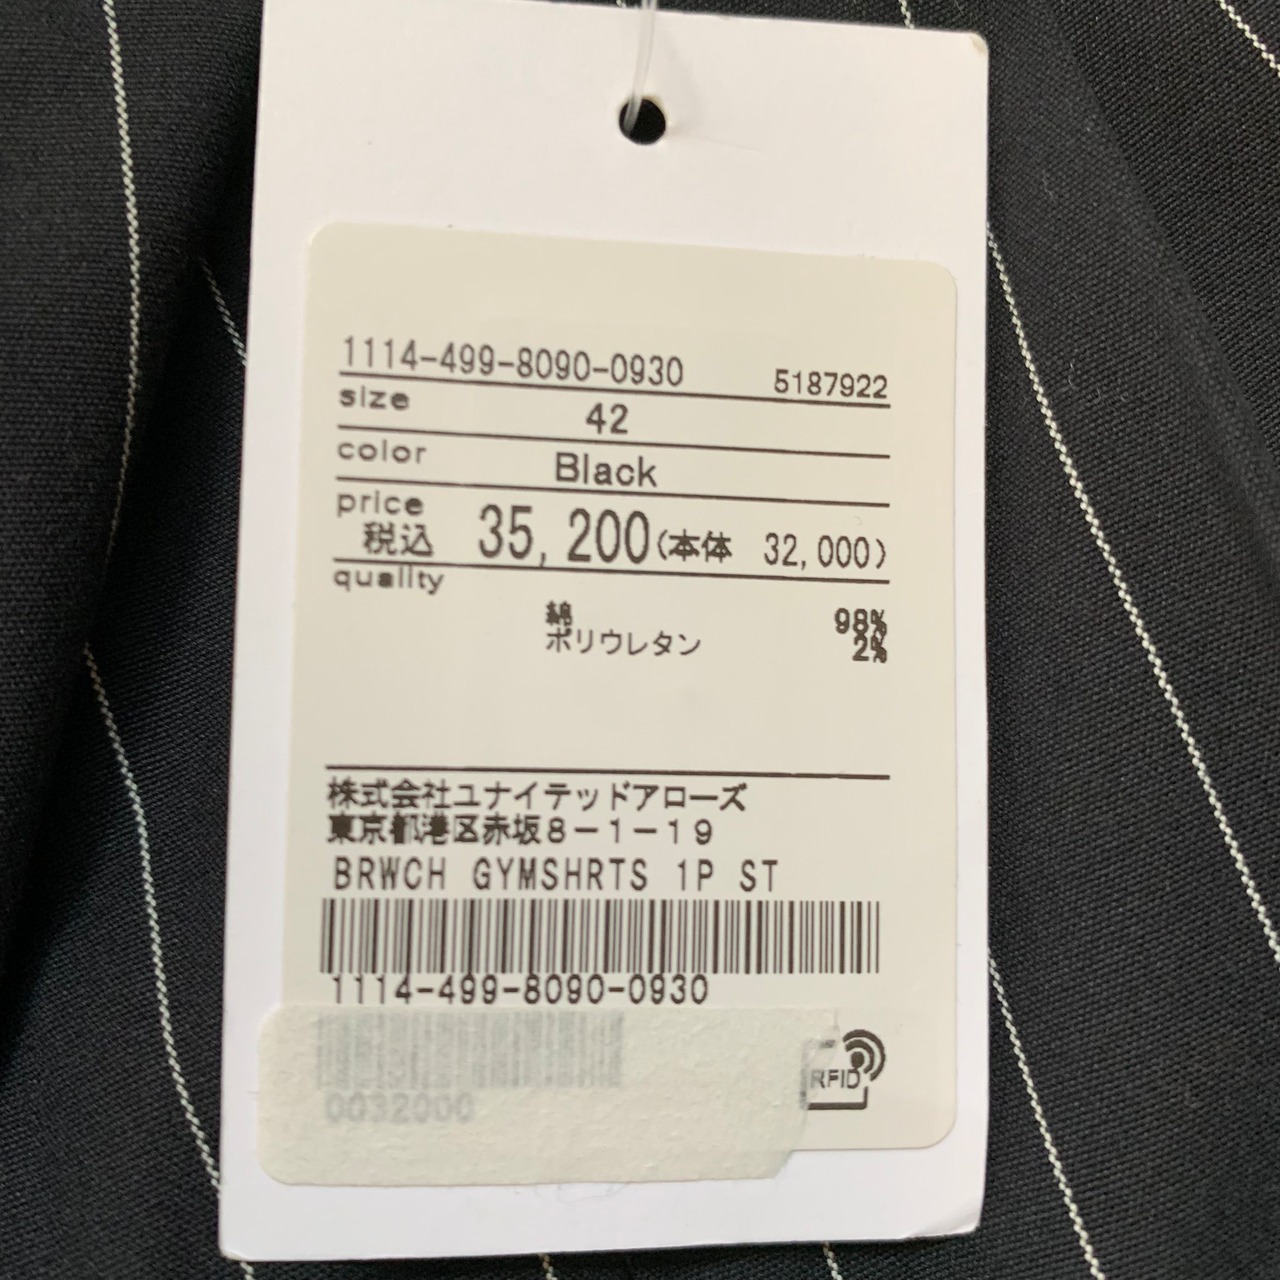 1114-499-8090-0930 5187922
size 42
color Black
price
税込 35,200(本体 32,000)
quality
綿 98%
ポリウレタン 2%
株式会社ユナイテッドアローズ
東京都港区赤坂8-1-19
BRWCH GYMSHRTS 1P ST
1114-499-8090-0930
0032000
RFID